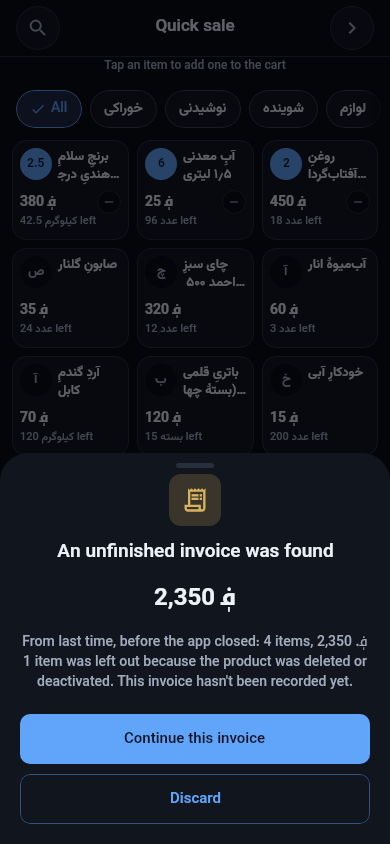 Quick sale
Tap an item to add one to the cart
All
خوراکی
نوشیدنی
شوینده
لوازم
2.5
برنج سلامِ
هندی درجـ...
380 ؋
42.5 کیلوگرم left
6
آب معدنی
۱٫۵ لیتری
25 ؋
96 عدد left
2
روغن
آفتاب‌گردا...
450 ؋
18 عدد left
ص
صابونِ گلنار
35 ؋
24 عدد left
چ
چای سبزِ
احمد ۵۰۰...
320 ؋
12 عدد left
آ
آب‌میوهٔ انار
60 ؋
3 عدد left
آ
آردِ گندمِ
کابل
70 ؋
120 کیلوگرم left
ب
باتریِ قلمی
(بستهٔ چها...
120 ؋
15 بسته left
خ
خودکارِ آبی
15 ؋
200 عدد left
An unfinished invoice was found
2,350 ؋
From last time, before the app closed: 4 items, 2,350 ؋.
1 item was left out because the product was deleted or
deactivated. This invoice hasn't been recorded yet.
Continue this invoice
Discard